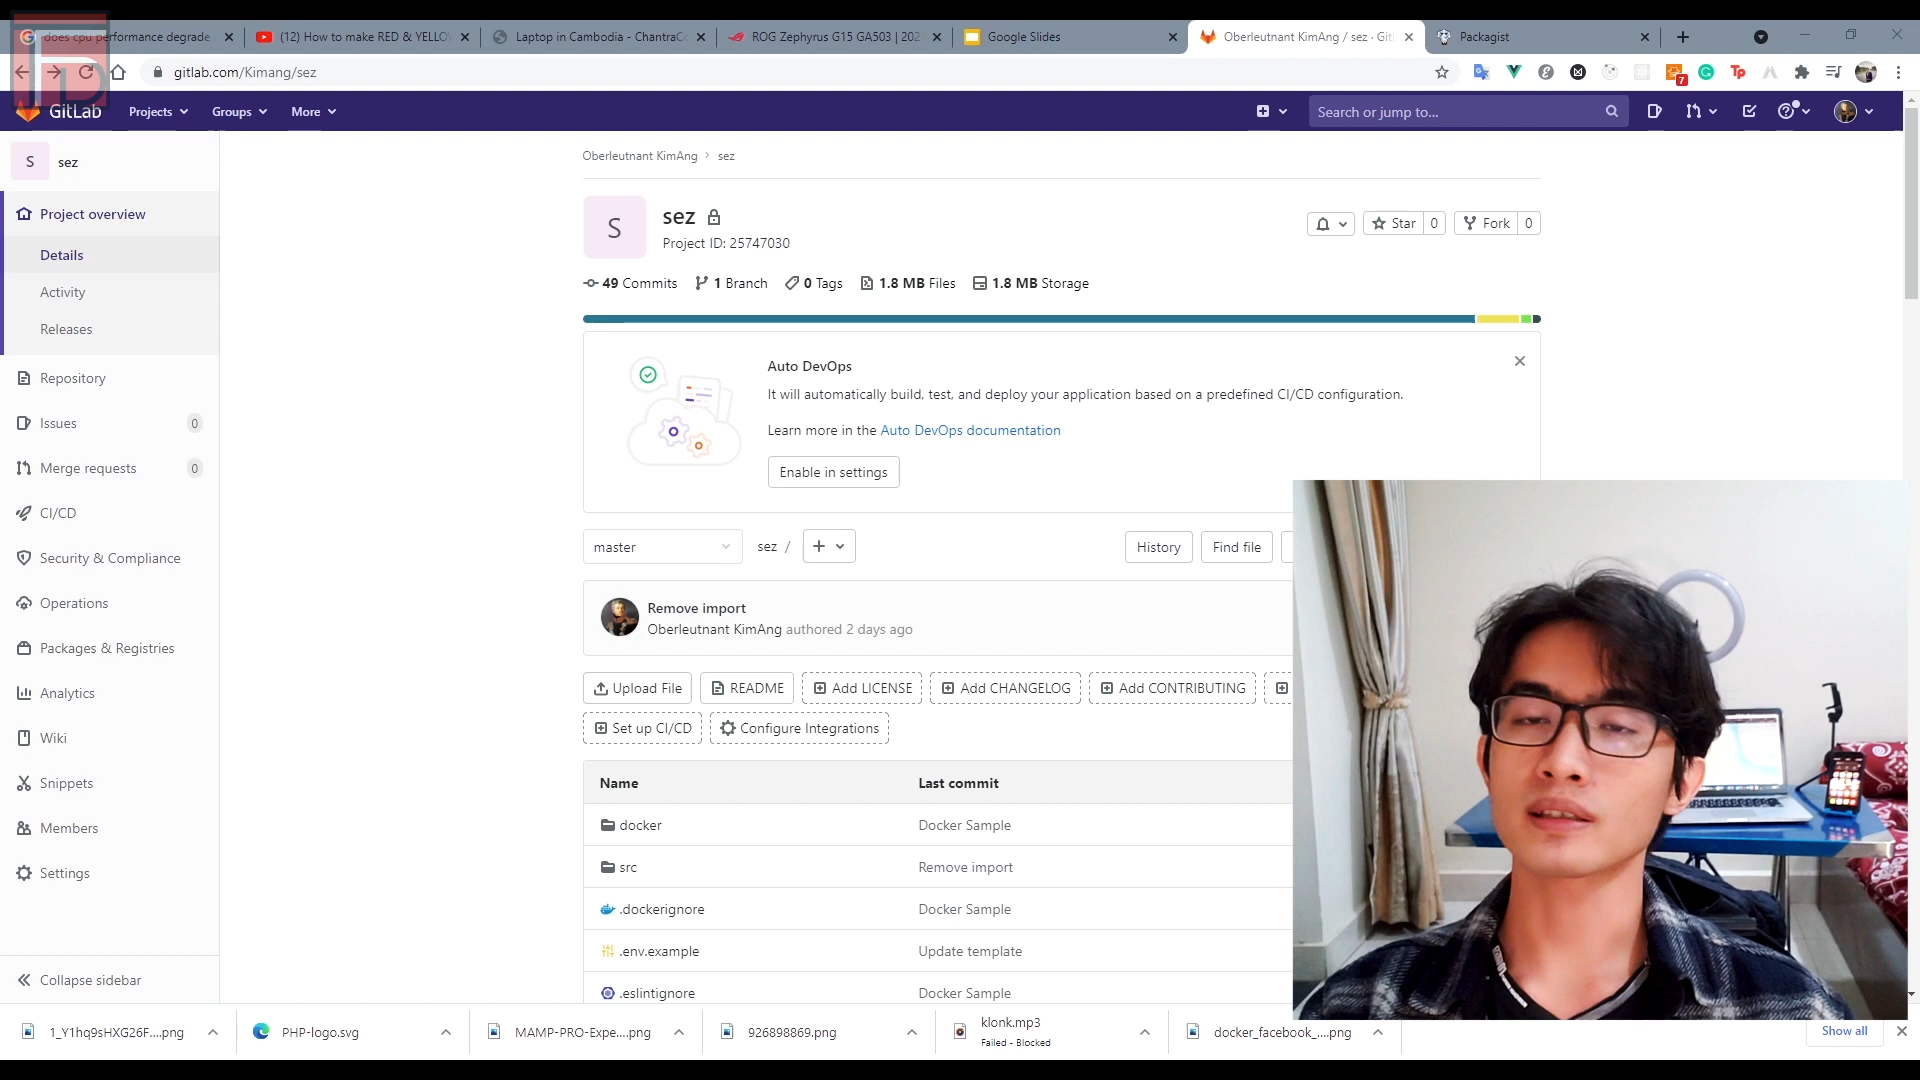 does cpu performance degrade
(12) How to make RED & YELLO
Laptop in Cambodia - ChantraCo
ROG Zephyrus G15 GA503 | 202
Google Slides
Oberleutnant KimAng / sez · Git
Packagist
gitlab.com/Kimang/sez
7
GitLab
Projects
Groups
More
Search or jump to...
S
sez
Project overview
Details
Activity
Releases
Repository
Issues
0
Merge requests
0
CI/CD
Security & Compliance
Operations
Packages & Registries
Analytics
Wiki
Snippets
Members
Settings
Collapse sidebar
Oberleutnant KimAng > sez
S
sez
Project ID: 25747030
Star 0
Fork 0
49 Commits 1 Branch 0 Tags 1.8 MB Files 1.8 MB Storage
Auto DevOps
It will automatically build, test, and deploy your application based on a predefined CI/CD configuration.
Learn more in the Auto DevOps documentation
Enable in settings
master
sez /
History
Find file
Remove import
Oberleutnant KimAng authored 2 days ago
Upload File README Add LICENSE Add CHANGELOG Add CONTRIBUTING
Set up CI/CD Configure Integrations
Name Last commit
docker Docker Sample
src Remove import
.dockerignore Docker Sample
.env.example Update template
.eslintignore Docker Sample
1_Y1hq9sHXG26F....png
PHP-logo.svg
MAMP-PRO-Expe....png
926898869.png
klonk.mp3
Failed - Blocked
docker_facebook_....png
Show all